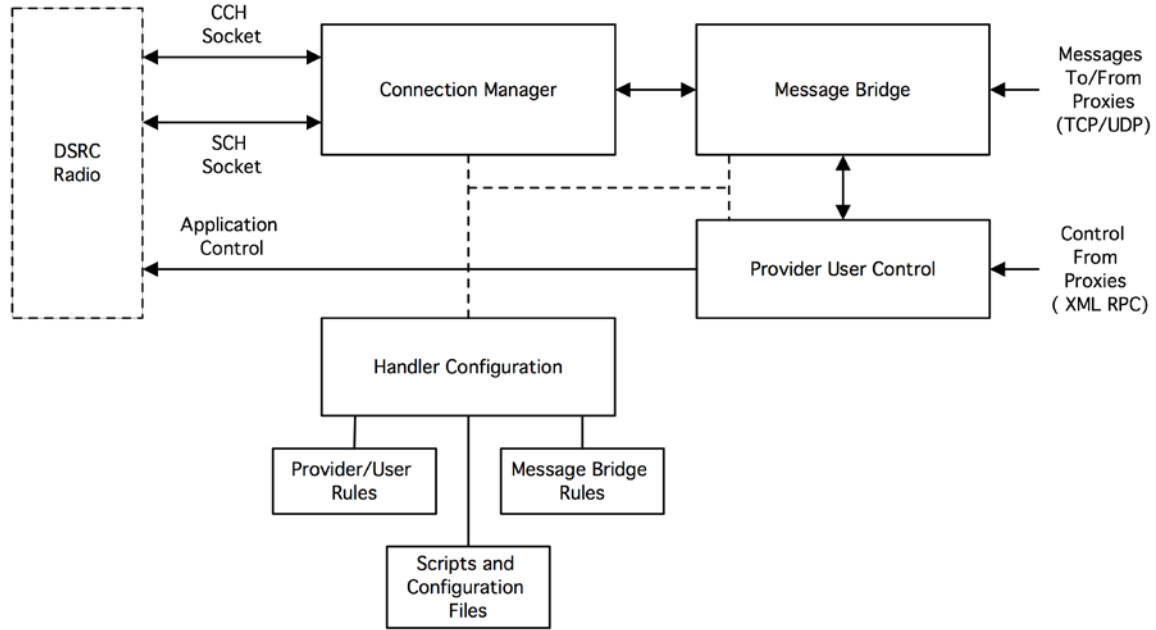 CCH
Socket
Connection Manager
Message Bridge
Messages
To/From
Proxies
(TCP/UDP)
DSRC
Radio
SCH
Socket
Application
Control
Provider User Control
Control
From
Proxies
( XML RPC)
Handler Configuration
Provider/User
Rules
Message Bridge
Rules
Scripts and
Configuration
Files